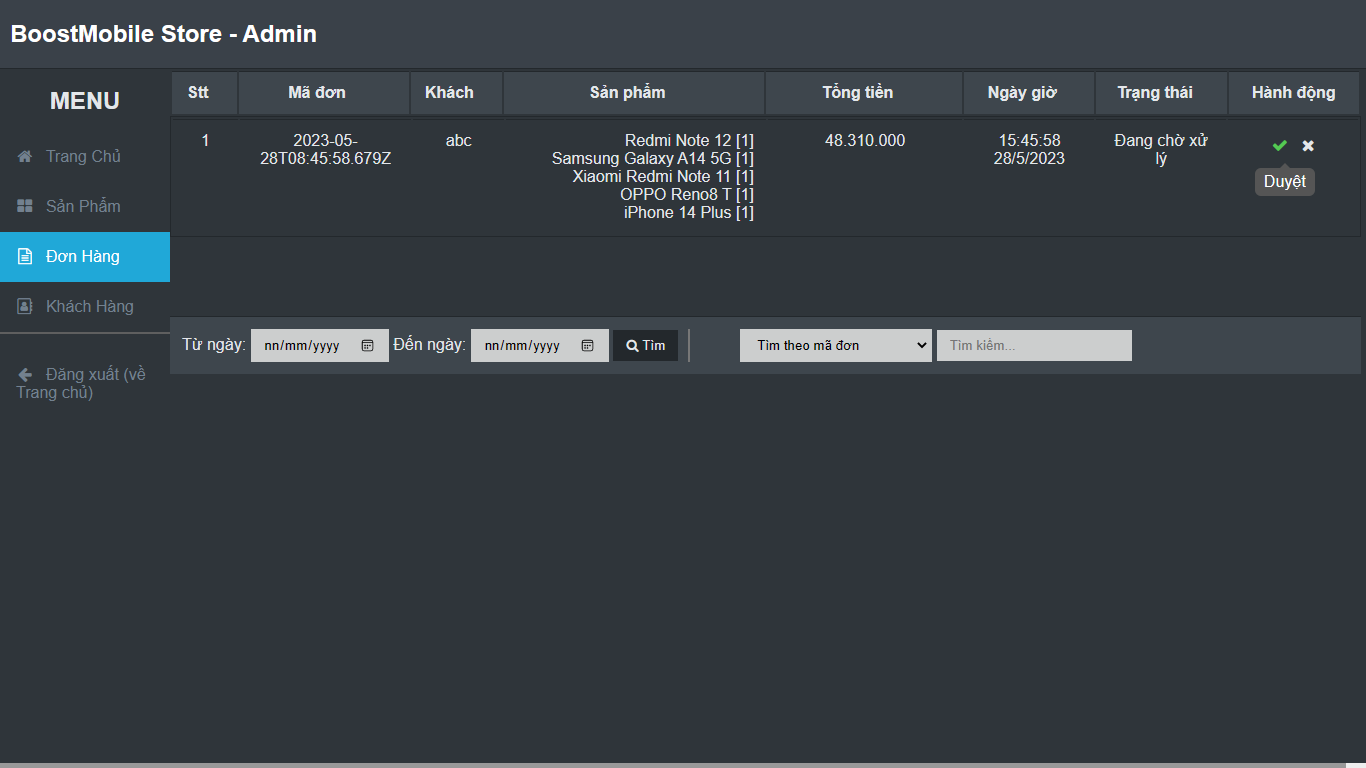 BoostMobile Store - Admin
MENU
Trang Chủ
Sản Phẩm
Đơn Hàng
Khách Hàng
Đăng xuất (về
Trang chủ)
Stt Mã đơn Khách Sản phẩm Tổng tiền Ngày giờ Trạng thái Hành động
1 2023-05- abc Redmi Note 12 [1] 48.310.000 15:45:58 Đang chờ xử
28T08:45:58.679Z Samsung Galaxy A14 5G [1] 28/5/2023 lý
Xiaomi Redmi Note 11 [1]
Duyệt
OPPO Reno8 T [1]
iPhone 14 Plus [1]
Từ ngày: nn/mm/yyyy Đến ngày: nn/mm/yyyy Tìm Tìm theo mã đơn Tìm kiếm...